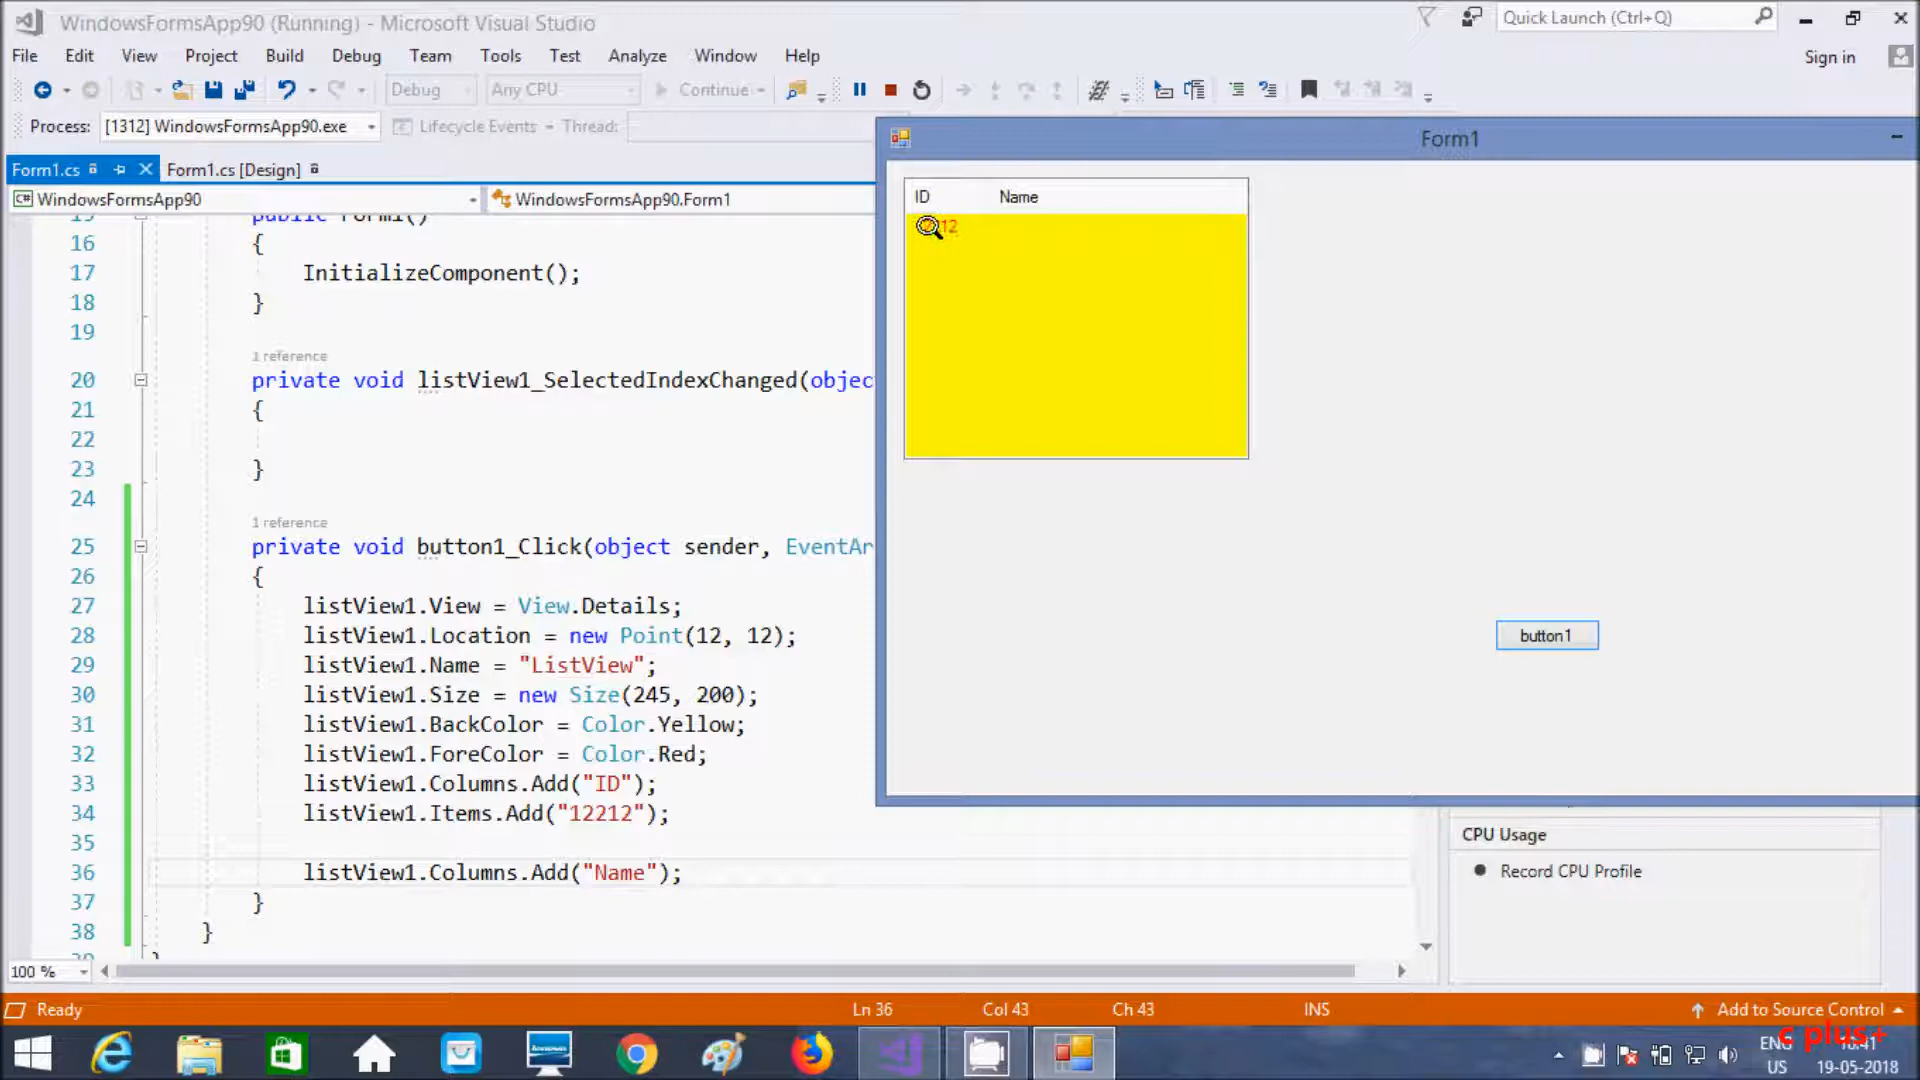 WindowsFormsApp90 (Running) - Microsoft Visual Studio
Quick Launch (Ctrl+Q)
File Edit View Project Build Debug Team Tools Test Analyze Window Help
Sign in
Debug Any CPU Continue
Process: [1312] WindowsFormsApp90.exe Lifecycle Events Thread:
Form1
Form1.cs Form1.cs [Design]
WindowsFormsApp90 WindowsFormsApp90.Form1
ID Name
public Form1()
16 {
17 InitializeComponent();
18 }
19
1 reference
20 private void listView1_SelectedIndexChanged(objec
21 {
22
23 }
24
1 reference
25 private void button1_Click(object sender, EventAr
26 {
27 listView1.View = View.Details;
28 listView1.Location = new Point(12, 12);
29 listView1.Name = "ListView";
30 listView1.Size = new Size(245, 200);
31 listView1.BackColor = Color.Yellow;
32 listView1.ForeColor = Color.Red;
33 listView1.Columns.Add("ID");
34 listView1.Items.Add("12212");
35
36 listView1.Columns.Add("Name");
37 }
38 }
button1
CPU Usage
Record CPU Profile
100 %
Ready Ln 36 Col 43 Ch 43 INS Add to Source Control
c plus+
ENG
US 19-05-2018